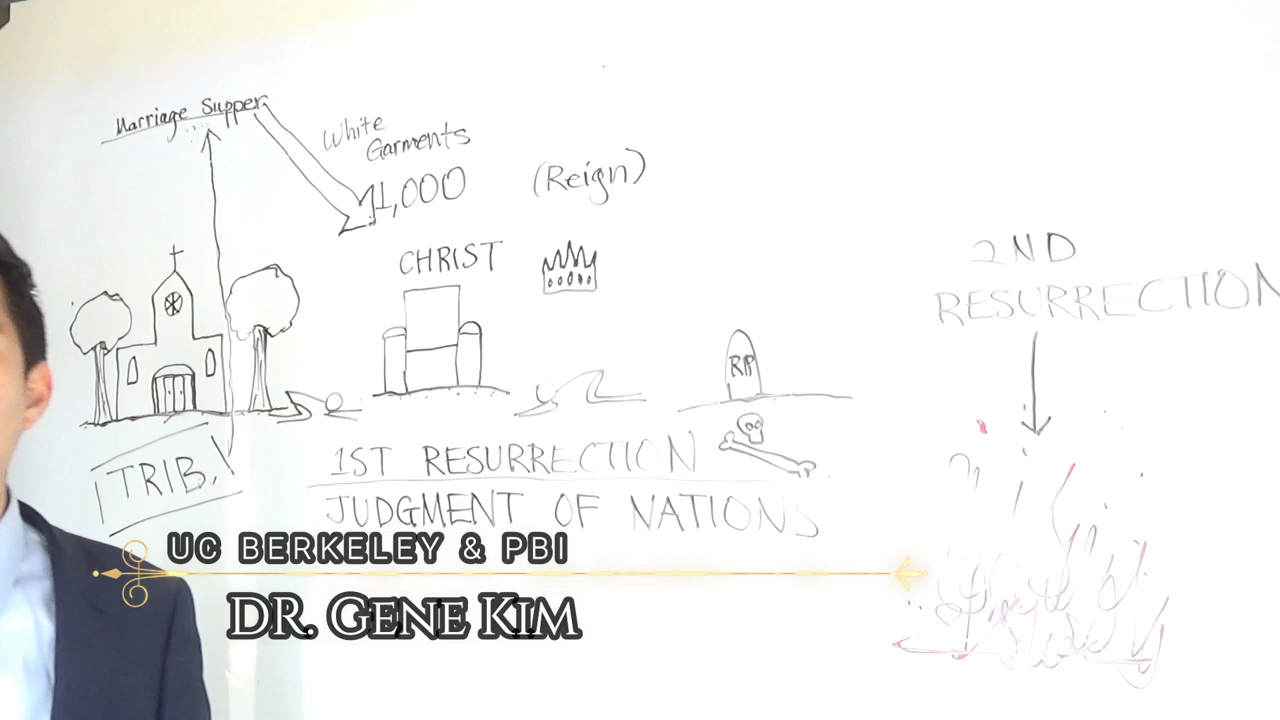 Marriage Supper
White
Garments
1,000
(Reign)
CHRIST
2ND
RESURRECTION
RIP
TRIB.
1ST RESURRECTION
JUDGMENT OF NATIONS
UC BERKELEY & PBI
DR. GENE KIM